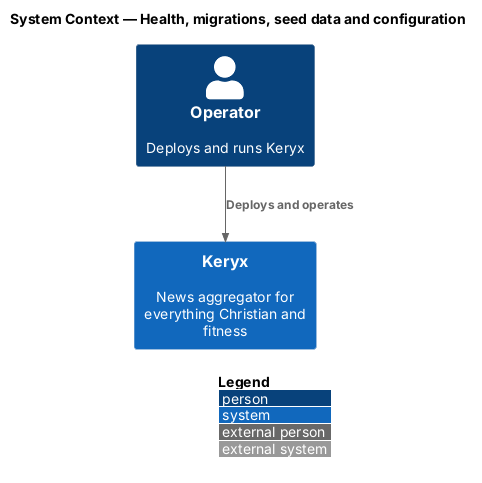 System Context — Health, migrations, seed data and configuration
Operator
Deploys and runs Keryx
Deploys and operates
Keryx
News aggregator for
everything Christian and
fitness
Legend
person
system
external person
external system